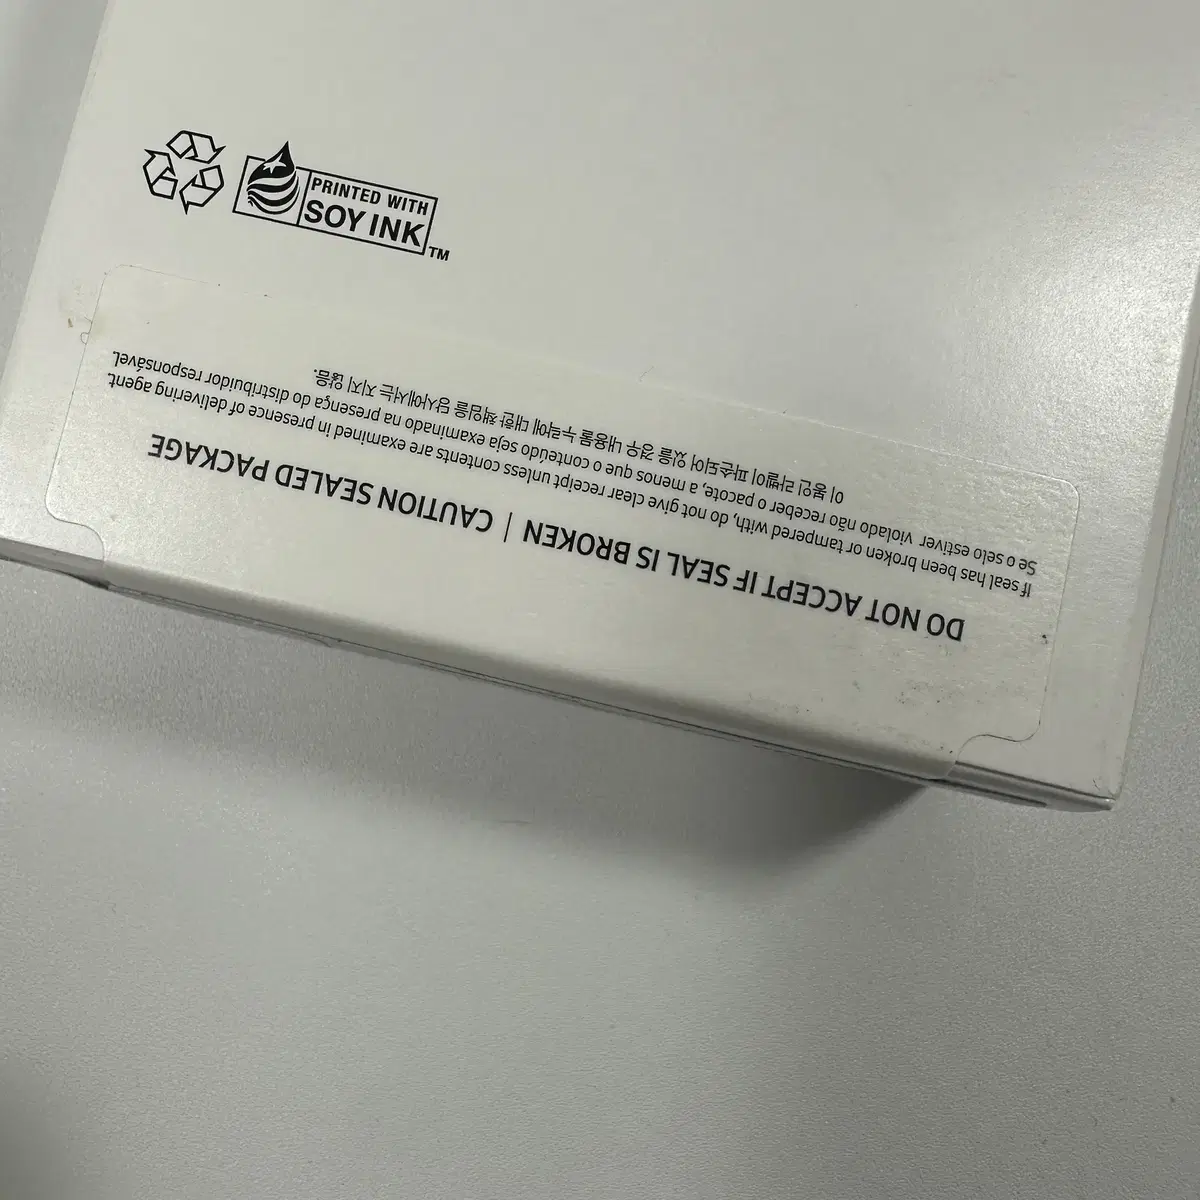 PRINTED WITH
SOY INK
TM
DO NOT ACCEPT IF SEAL IS BROKEN | CAUTION SEALED PACKAGE
If seal has been broken or tampered with, do not give clear receipt unless contents are examined in presence of delivering agent.
Se o selo estiver violado não receber o pacote, a menos que o conteúdo seja examinado na presença do distribuidor responsável.
이 봉인 라벨이 파손되어 있을 경우 내용물 누락에 대한 책임을 당사에서는 지지 않음.